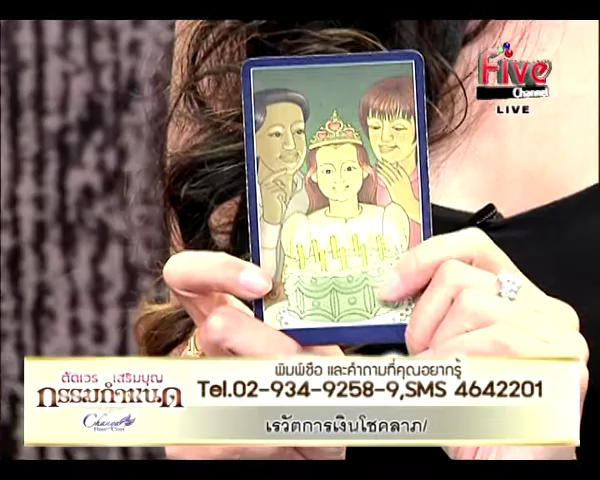 Five
Channel
LIVE
พิมพ์ชื่อ และคำถามที่คุณอยากรู้
ตัดเวร เสริมบุญ
กรรมกำหนด
Tel.02-934-9258-9,SMS 4642201
Chanya
เรวัตการเงินโชคลาภ/